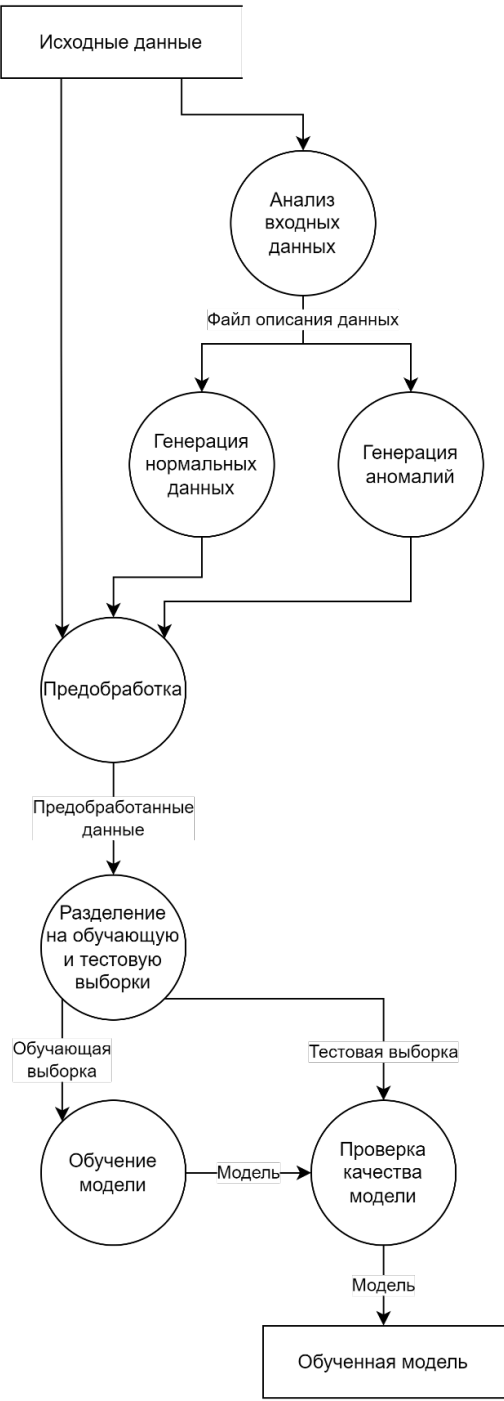 Исходные данные
Анализ
входных
данных
Файл описания данных
Генерация
нормальных
данных
Генерация
аномалий
Предобработка
Предобработанные
данные
Разделение
на обучающую
и тестовую
выборки
Обучающая
выборка
Тестовая выборка
Обучение
модели
Модель
Проверка
качества
модели
Модель
Обученная модель